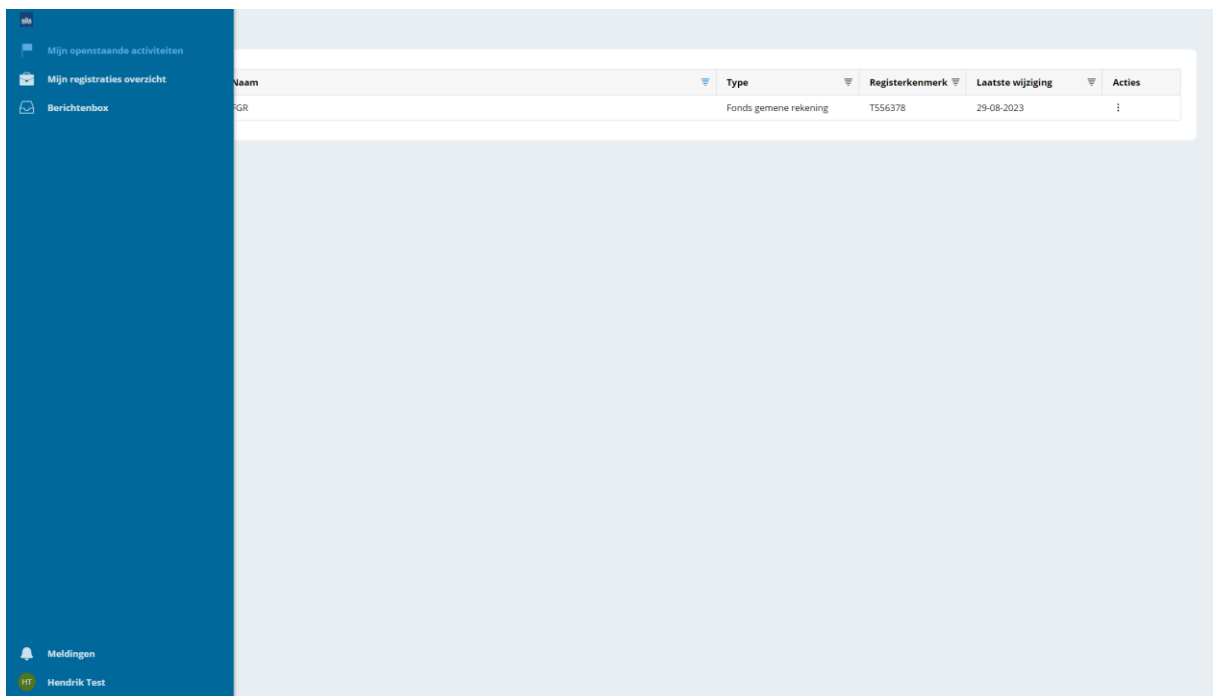 Mijn openstaande activiteiten
Mijn registraties overzicht
Berichtenbox
Naam Type Registerkenmerk Laatste wijziging Acties
FGR Fonds gemene rekening T556378 29-08-2023
Meldingen
HT Hendrik Test